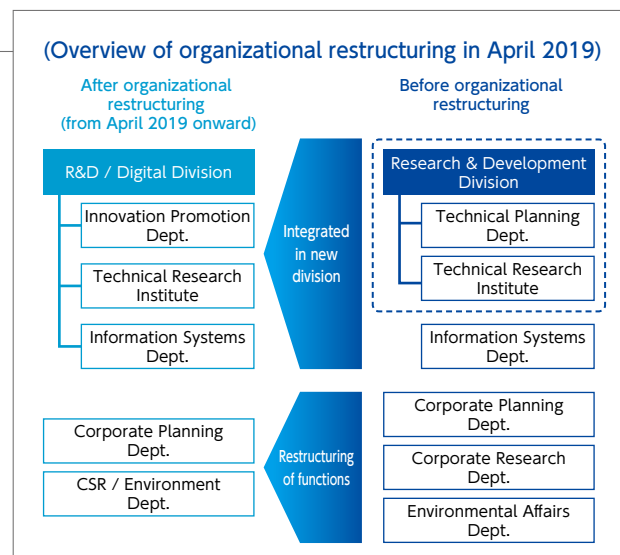 (Overview of organizational restructuring in April 2019)
After organizational
restructuring
(from April 2019 onward)
R&D / Digital Division
Innovation Promotion
Dept.
Technical Research
Institute
Information Systems
Dept.
Corporate Planning
Dept.
CSR / Environment
Dept.
Integrated
in new
division
Restructuring
of functions
Before organizational
restructuring
Research & Development
Division
Technical Planning
Dept.
Technical Research
Institute
Information Systems
Dept.
Corporate Planning
Dept.
Corporate Research
Dept.
Environmental Affairs
Dept.